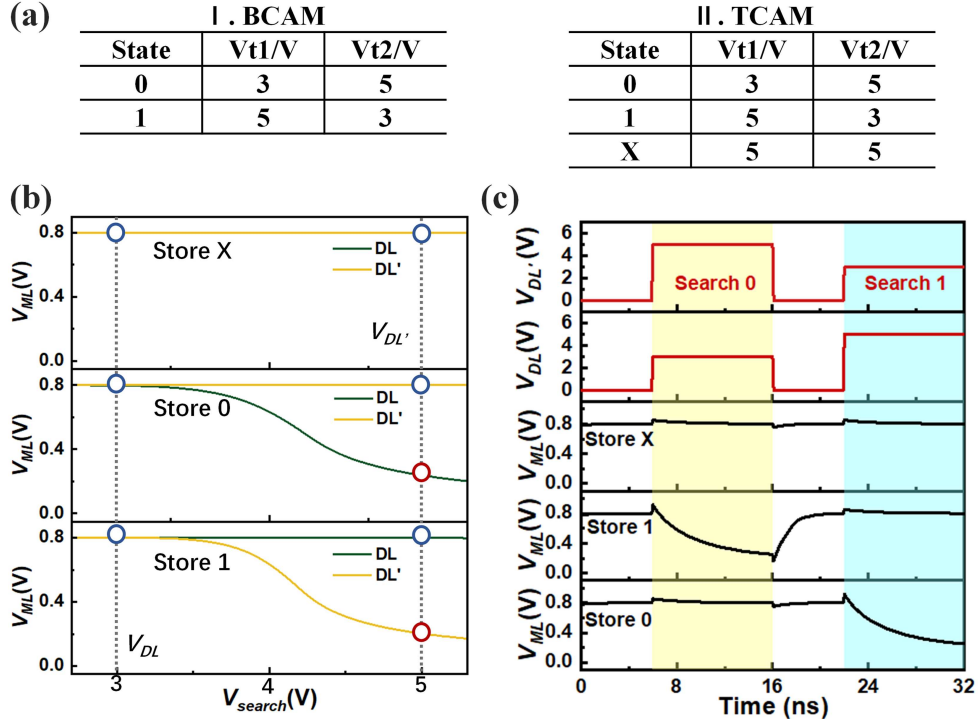 (a)
Ⅰ. BCAM
State Vt1/V Vt2/V
0 3 5
1 5 3
Ⅱ. TCAM
State Vt1/V Vt2/V
0 3 5
1 5 3
X 5 5
(b)
0.8
0.4
0.0
V_ML(V)
Store X
DL
DL'
V_DL'
0.8
0.4
0.0
V_ML(V)
Store 0
DL
DL'
0.8
0.4
0.0
V_ML(V)
Store 1
DL
DL'
V_DL
3 4 5
V_search(V)
(c)
6
4
2
0
V_DL'(V)
Search 0
Search 1
6
4
2
0
V_DL(V)
0.8
0.4
0.0
V_ML(V)
Store X
0.8
0.4
0.0
V_ML(V)
Store 1
0.8
0.4
0.0
V_ML(V)
Store 0
0 8 16 24 32
Time (ns)